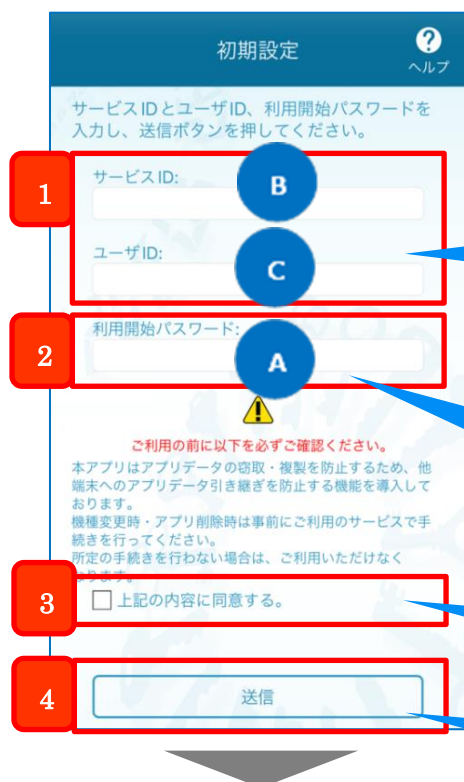 初期設定
?
ヘルプ
サービスIDとユーザID、利用開始パスワードを
入力し、送信ボタンを押してください。
1
サービスID:
B
ユーザID:
C
2
利用開始パスワード:
A
ご利用の前に以下を必ずご確認ください。
本アプリはアプリデータの窃取・複製を防止するため、他
端末へのアプリデータ引き継ぎを防止する機能を導入して
おります。
機種変更時・アプリ削除時は事前にご利用のサービスで手
続きを行ってください。
所定の手続きを行わない場合は、ご利用いただけなく
なります。
3
上記の内容に同意する。
4
送信